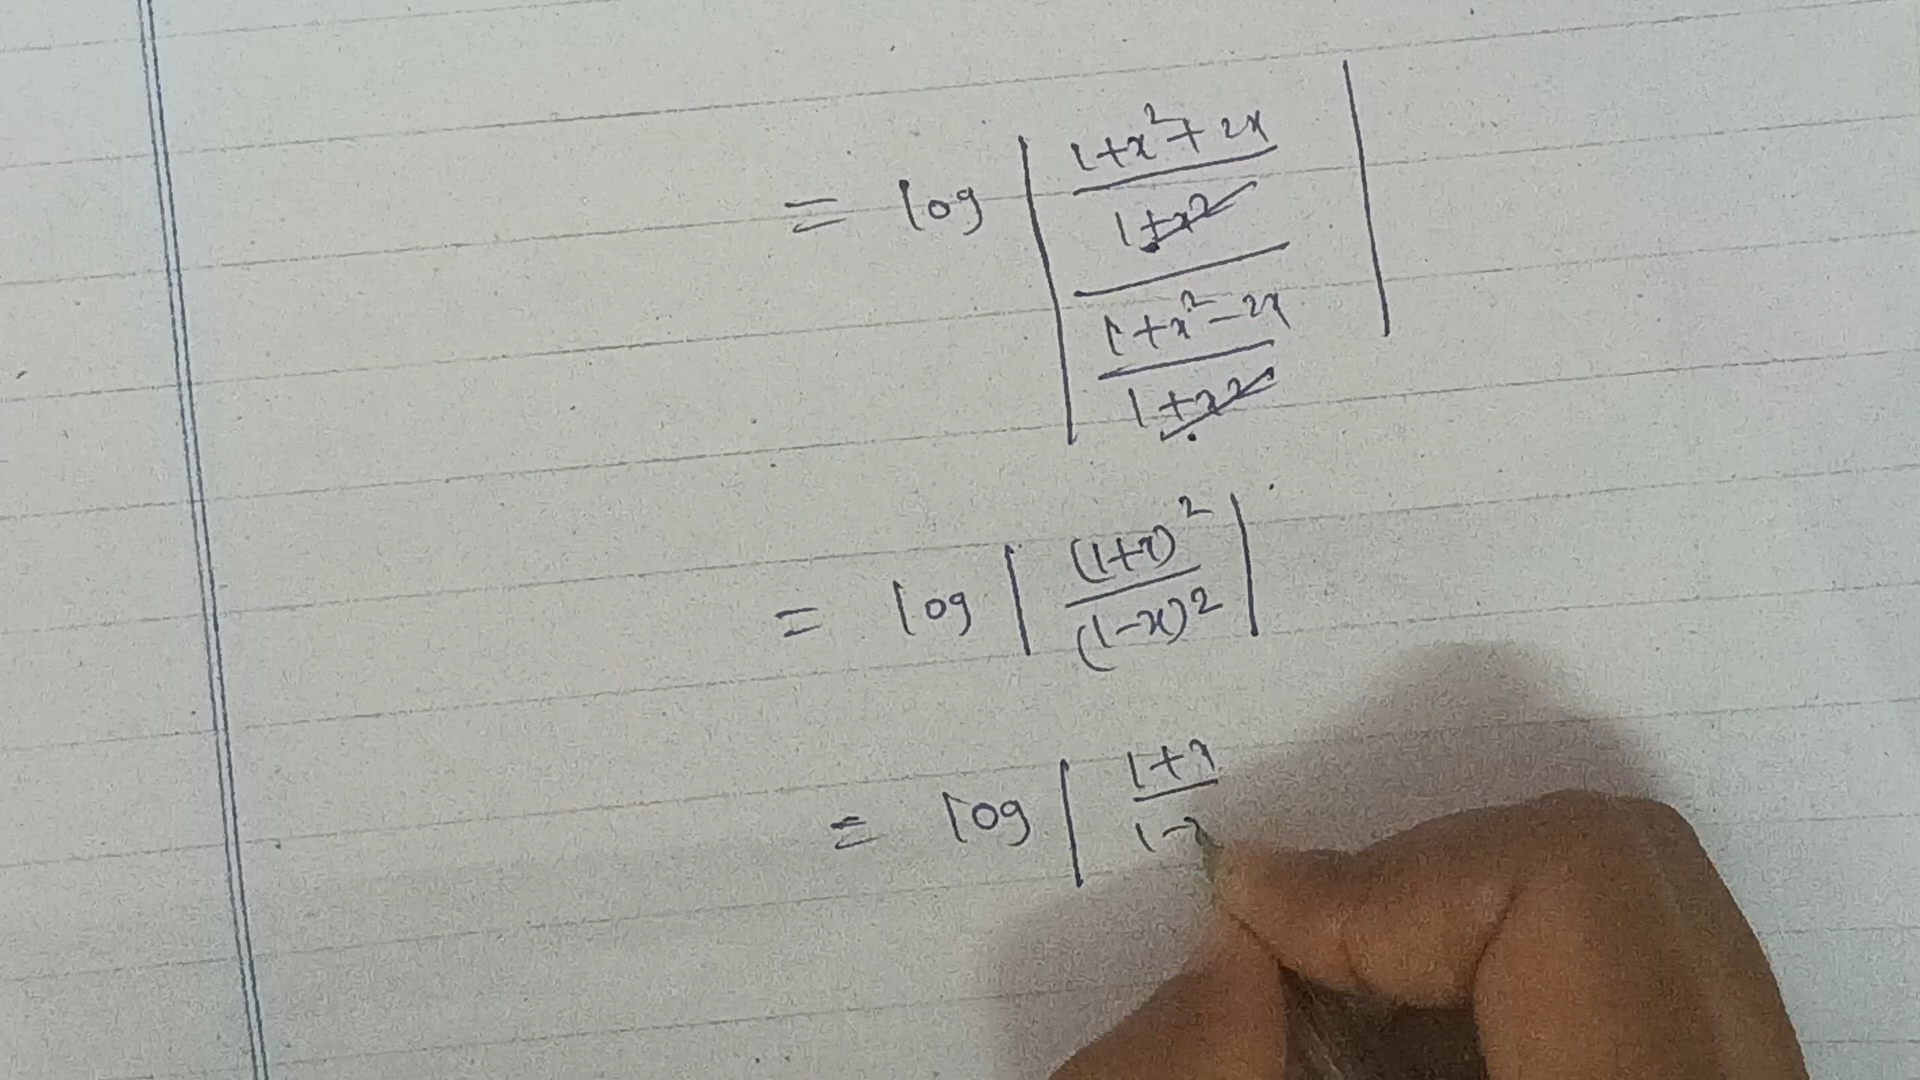 = log | 1+x²+2x
1+x²
1+x²-2x
1+x² |
= log | (1+x)²
(1-x)² |
= log | 1+x
1-x